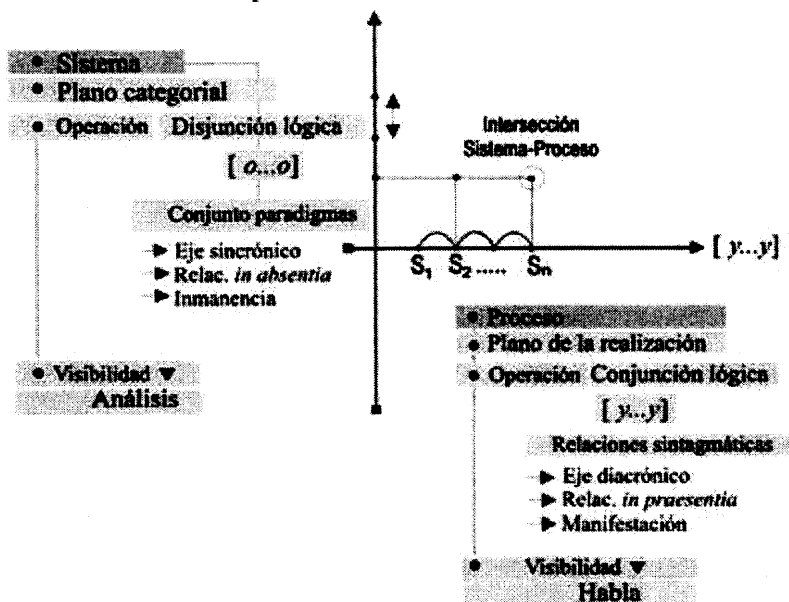 • Sistema
• Plano categorial
• Operación Disjunción lógica
[ o...o]
Conjunto paradigmas
Eje sincrónico
Relac. in absentia
Inmanencia
• Visibilidad ▼
Análisis
Intersección
Sistema-Proceso
S1 S2 ..... Sn
[ y...y]
• Proceso
• Plano de la realización
• Operación Conjunción lógica
[ y...y]
Relaciones sintagmáticas
Eje diacrónico
Relac. in praesentia
Manifestación
• Visibilidad ▼
Habla